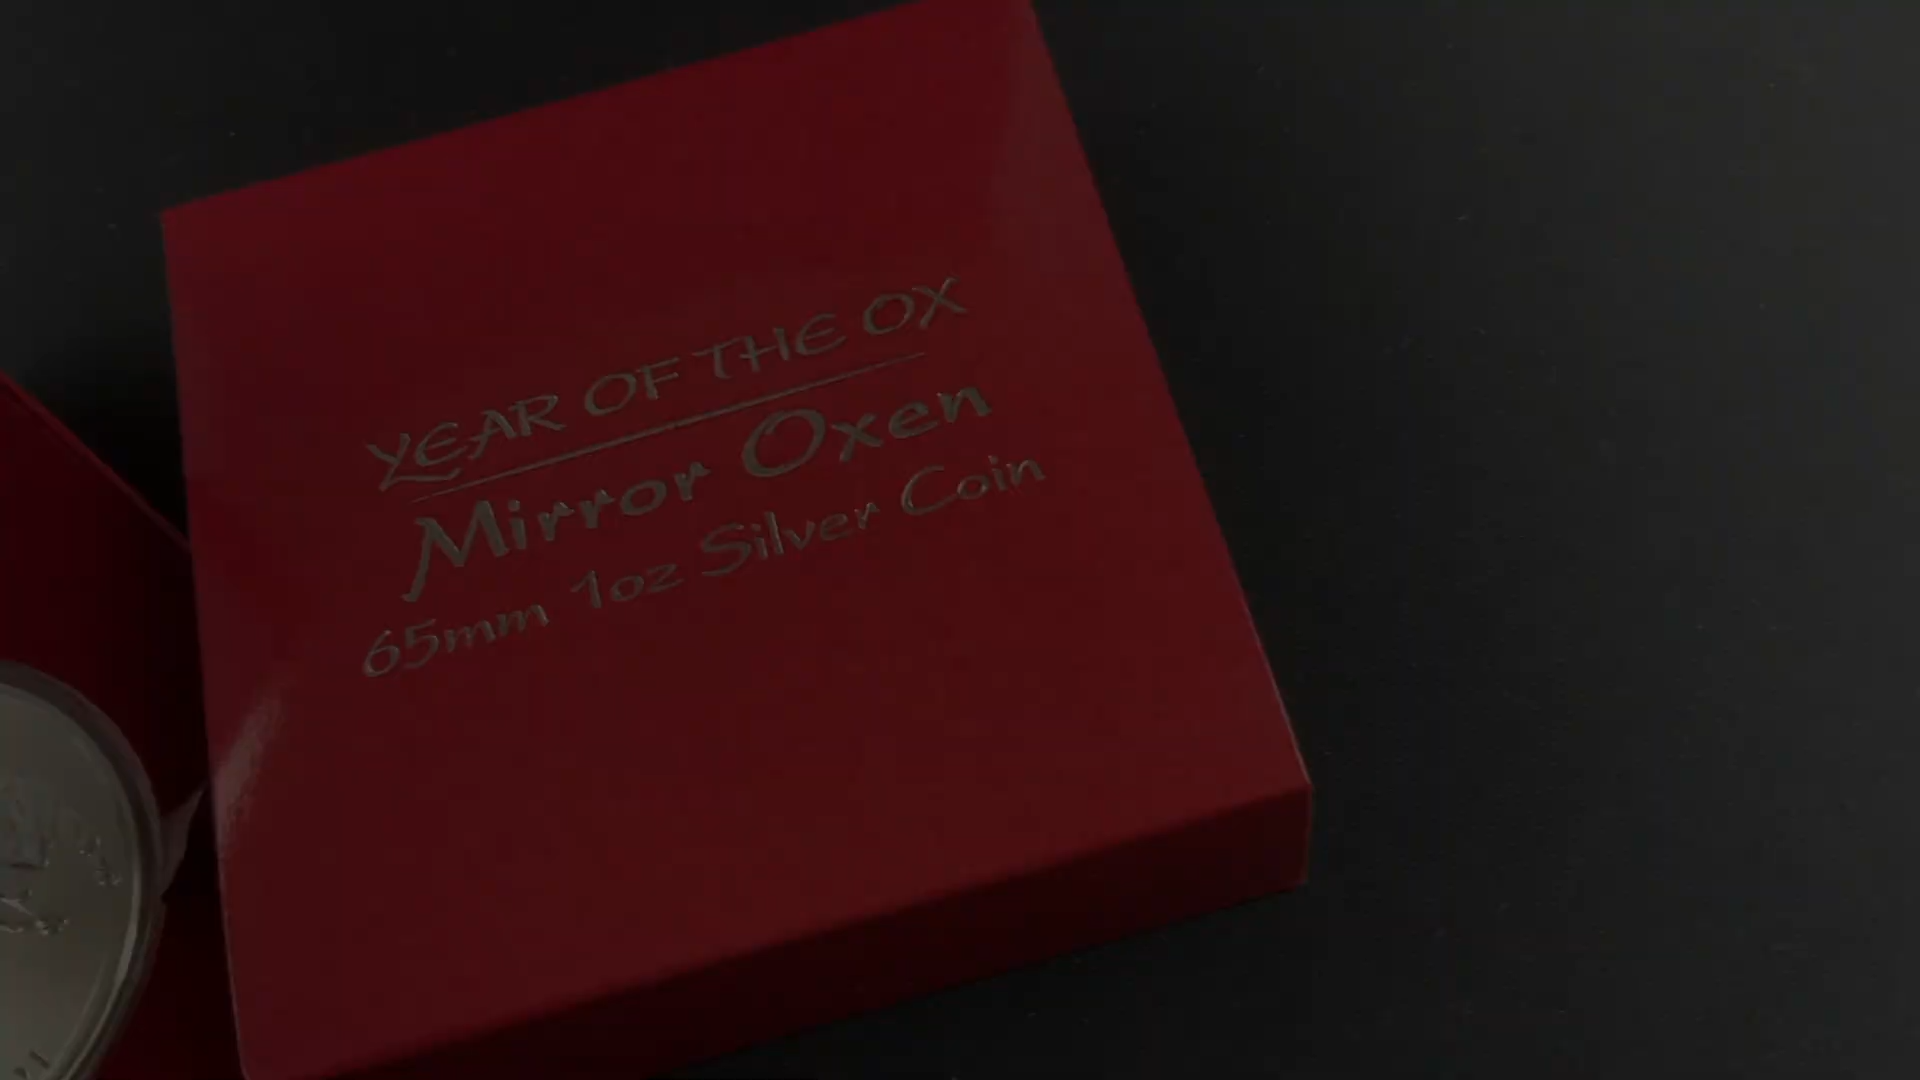 YEAR OF THE OX
Mirror Oxen
65mm 1oz Silver Coin